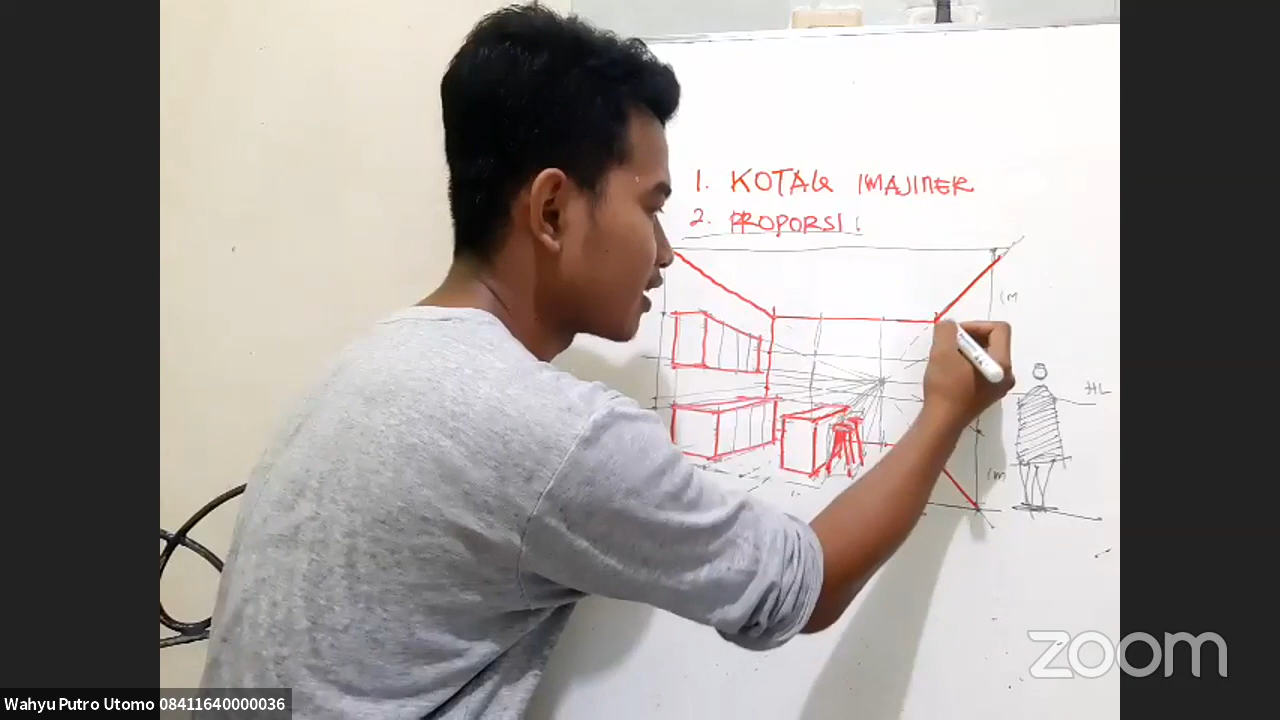 1. KOTAK IMAJINER
2. PROPORSI!
1M
HL
1M
zoom
Wahyu Putro Utomo 08411640000036